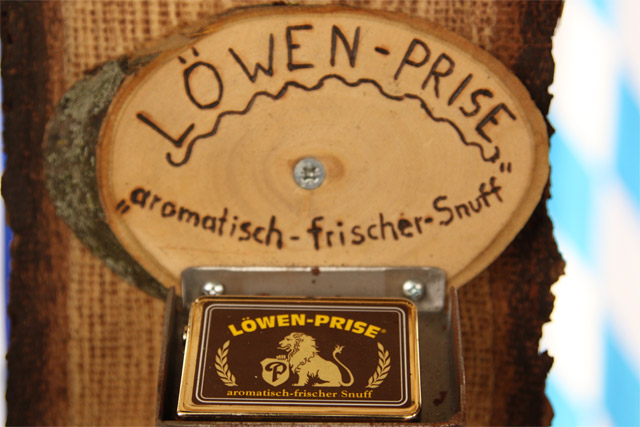 LÖWEN-PRISE
"aromatisch-frischer-Snuff"
LÖWEN-PRISE®
P
aromatisch-frischer Snuff